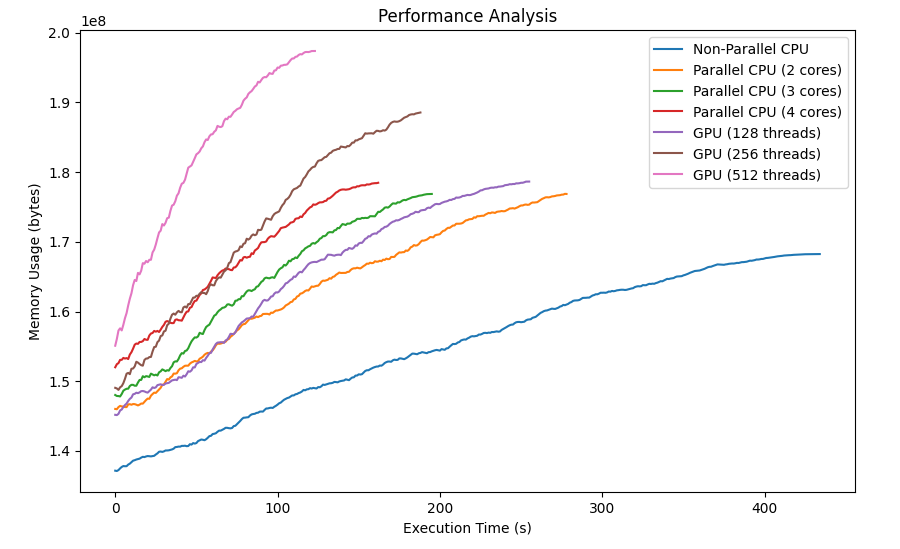 Performance Analysis
1e8
2.0
1.9
1.8
1.7
1.6
1.5
1.4
Memory Usage (bytes)
Non-Parallel CPU
Parallel CPU (2 cores)
Parallel CPU (3 cores)
Parallel CPU (4 cores)
GPU (128 threads)
GPU (256 threads)
GPU (512 threads)
0 100 200 300 400
Execution Time (s)